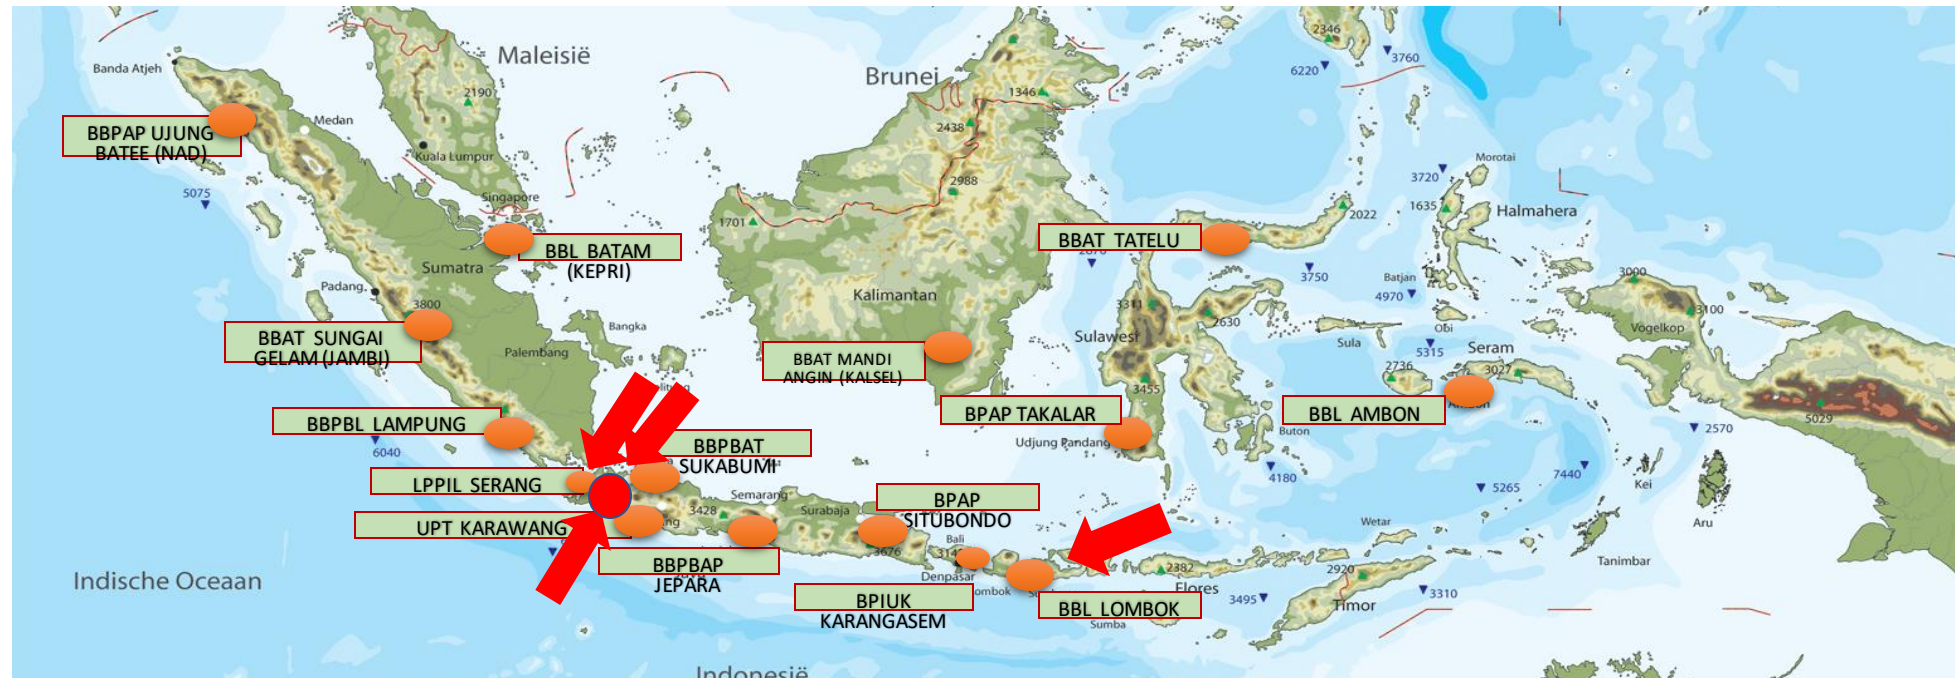 2346
3760
6220
Maleisië
Banda Atjeh
Brunei
2190
1346
Medan
2438
BBPAP UJUNG
BATEE (NAD)
Kuala Lumpur
Morotai
3720
2988
5075
Singapore
1635
Halmahera
2022
1701
BBL BATAM
(KEPRI)
BBAT TATELU
Sumatra
3750
3000
Batjan
Padang
3800
Kalimantan
4970
3311
2630
3100
Bangka
Obi
Vogelkop
BBAT SUNGAI
GELAM (JAMBI)
Sulawesi
Sula
5315
Seram
Palembang
BBAT MANDI
ANGIN (KALSEL)
2736
3027
3455
BBPBL LAMPUNG
BPAP TAKALAR
BBL AMBON
5029
2570
Udjung Pandang
Buton
6040
BBPBAT
SUKABUMI
4180
7440
LPPIL SERANG
5265
Kei
Semarang
BPAP
SITUBONDO
3428
Surabaja
UPT KARAWANG
Wetar
Aru
Bali
3676
BBPBAP
JEPARA
Denpasar
2382
2920
Tanimbar
Indische Oceaan
Flores
3310
BPIUK
KARANGASEM
BBL LOMBOK
3495
Timor
Sumba
Indonesië